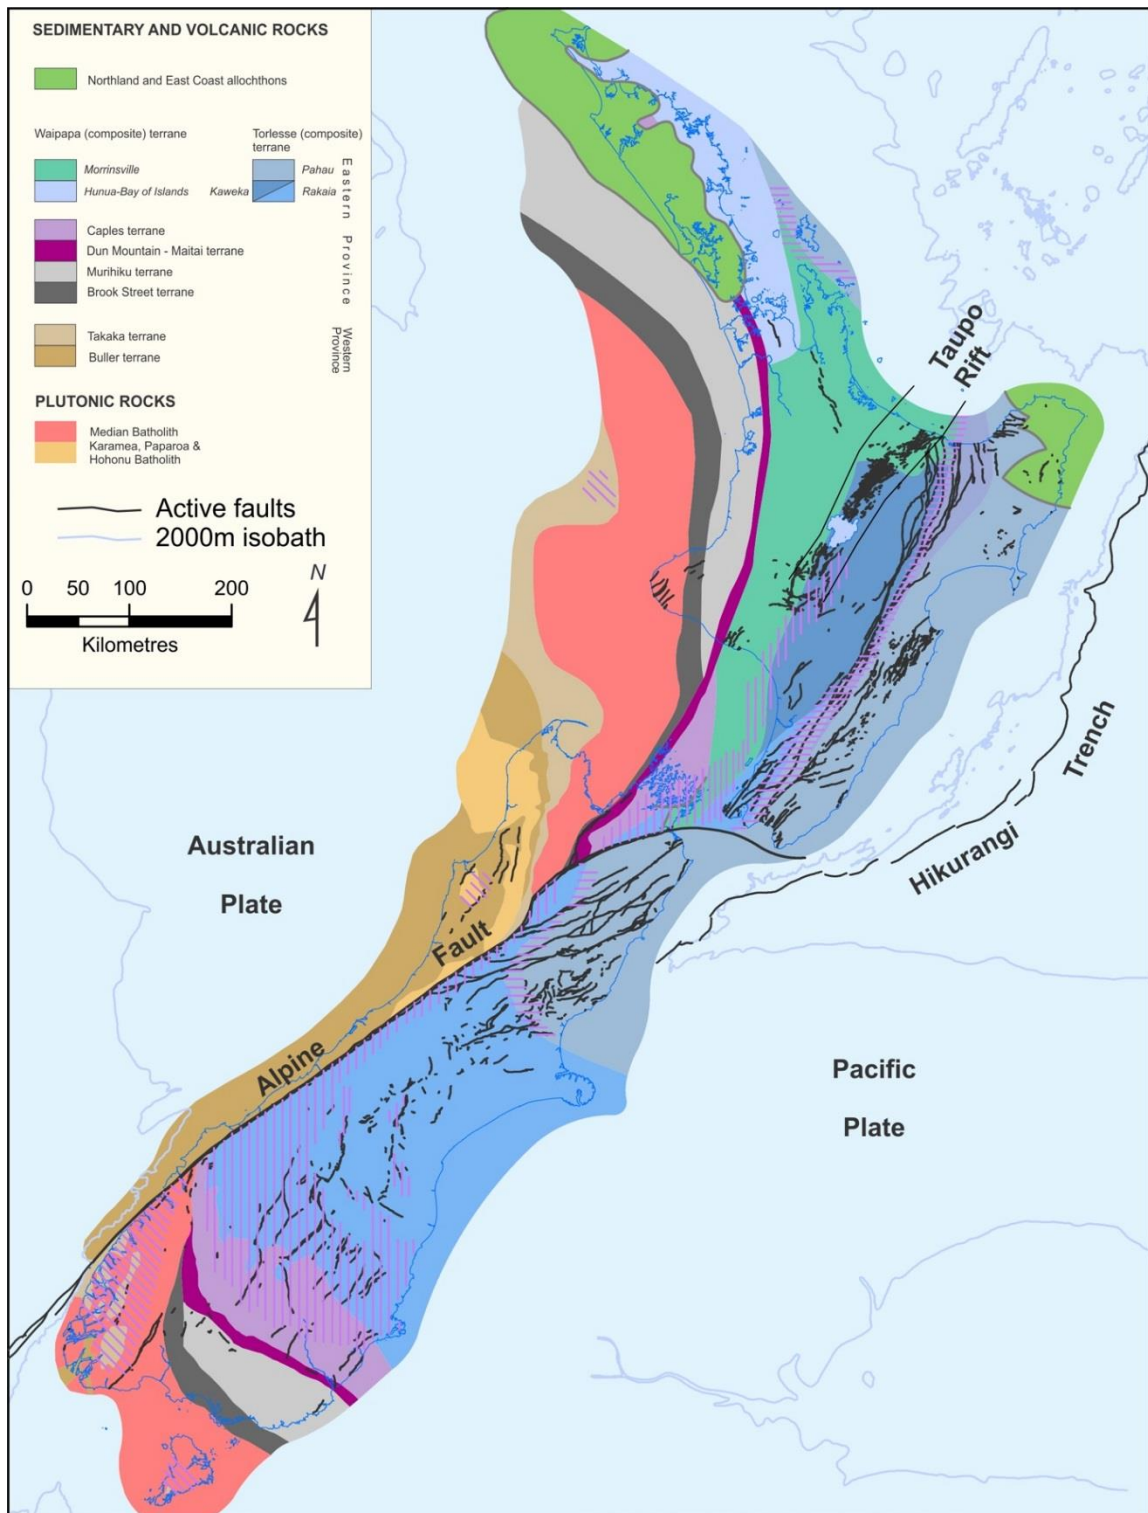 SEDIMENTARY AND VOLCANIC ROCKS
Northland and East Coast allochthons
Waipapa (composite) terrane
Torlesse (composite)
terrane
Morrinsville
Pahau
Hunua-Bay of Islands
Kaweka
Rakaia
Caples terrane
Dun Mountain - Maitai terrane
Murihiku terrane
Brook Street terrane
Eastern Province
Takaka terrane
Buller terrane
Western
Province
PLUTONIC ROCKS
Median Batholith
Karamea, Paparoa &
Hohonu Batholith
Active faults
2000m isobath
0 50 100 200
Kilometres
N
Taupo
Rift
Hikurangi
Trench
Australian
Plate
Alpine
Fault
Pacific
Plate